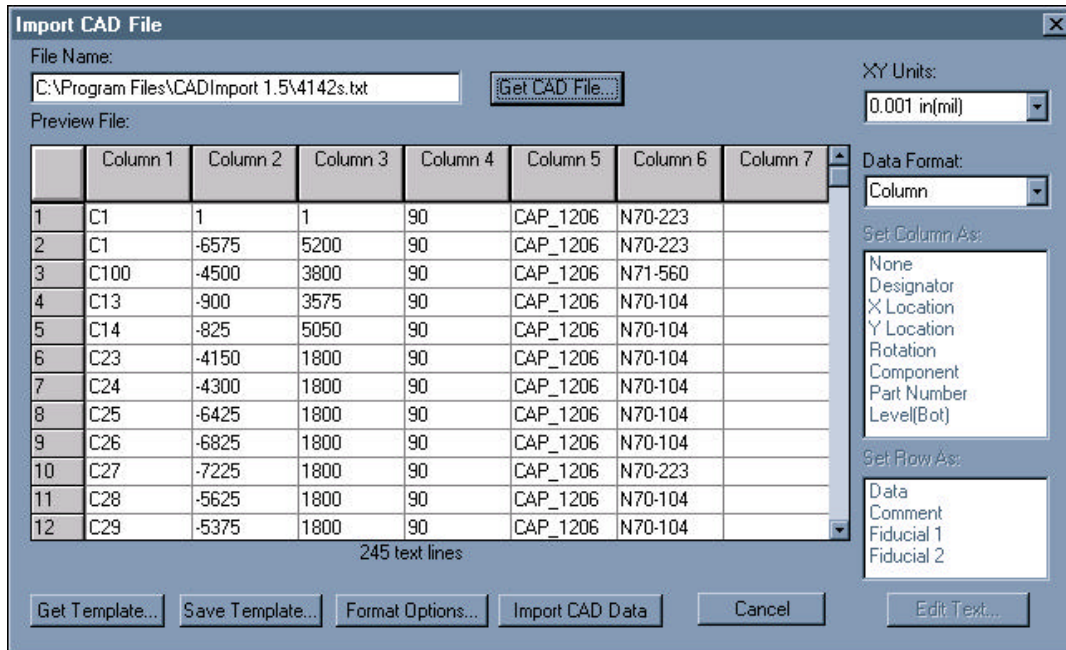 Import CAD File
File Name:
C:\Program Files\CADImport 1.5\4142s.txt
Get CAD File...
XY Units:
0.001 in(mil)
Preview File:
Column 1 Column 2 Column 3 Column 4 Column 5 Column 6 Column 7
1 C1 1 1 90 CAP_1206 N70-223
2 C1 -6575 5200 90 CAP_1206 N70-223
3 C100 -4500 3800 90 CAP_1206 N71-560
4 C13 -900 3575 90 CAP_1206 N70-104
5 C14 -825 5050 90 CAP_1206 N70-104
6 C23 -4150 1800 90 CAP_1206 N70-104
7 C24 -4300 1800 90 CAP_1206 N70-104
8 C25 -6425 1800 90 CAP_1206 N70-104
9 C26 -6825 1800 90 CAP_1206 N70-104
10 C27 -7225 1800 90 CAP_1206 N70-223
11 C28 -5625 1800 90 CAP_1206 N70-104
12 C29 -5375 1800 90 CAP_1206 N70-104
245 text lines
Data Format:
Column
Set Column As:
None
Designator
X Location
Y Location
Rotation
Component
Part Number
Level(Bot)
Set Row As:
Data
Comment
Fiducial 1
Fiducial 2
Get Template...
Save Template...
Format Options...
Import CAD Data
Cancel
Edit Text...